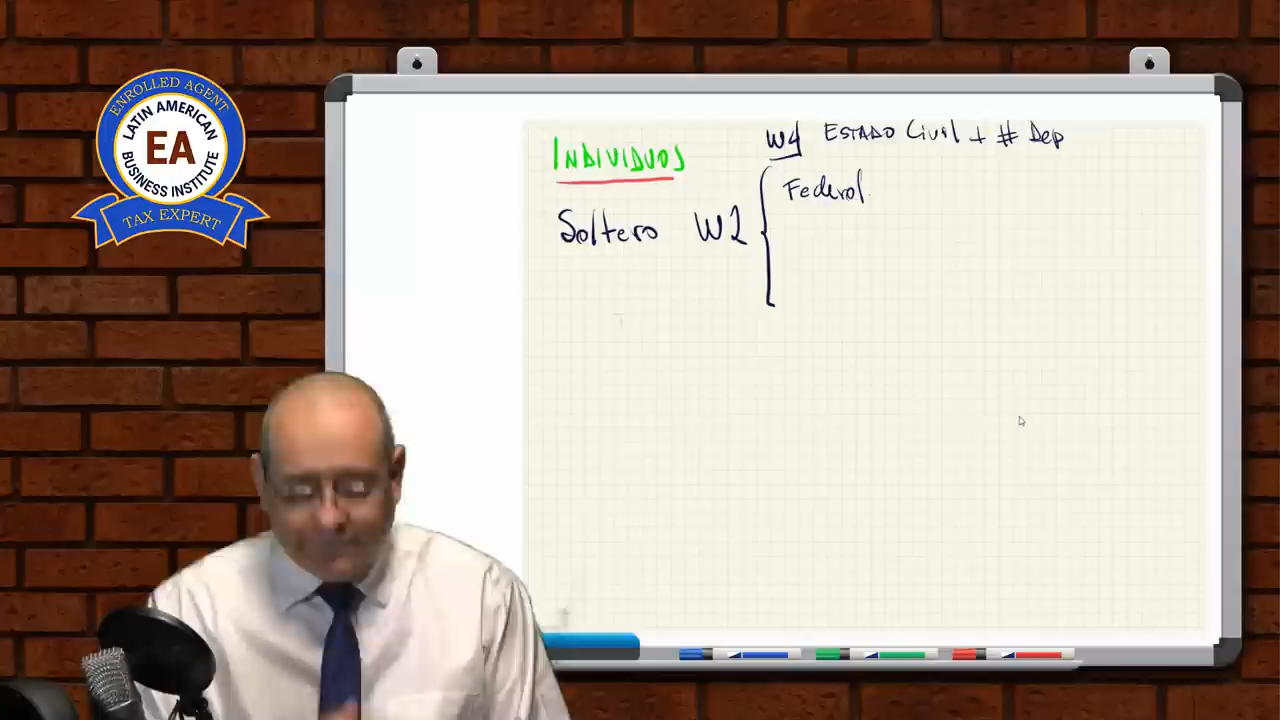 ENROLLED AGENT
LATIN AMERICAN
EA
BUSINESS INSTITUTE
TAX EXPERT
INDIVIDUOS
W4 ESTADO Civil + # Dep
Federal
Soltero W2